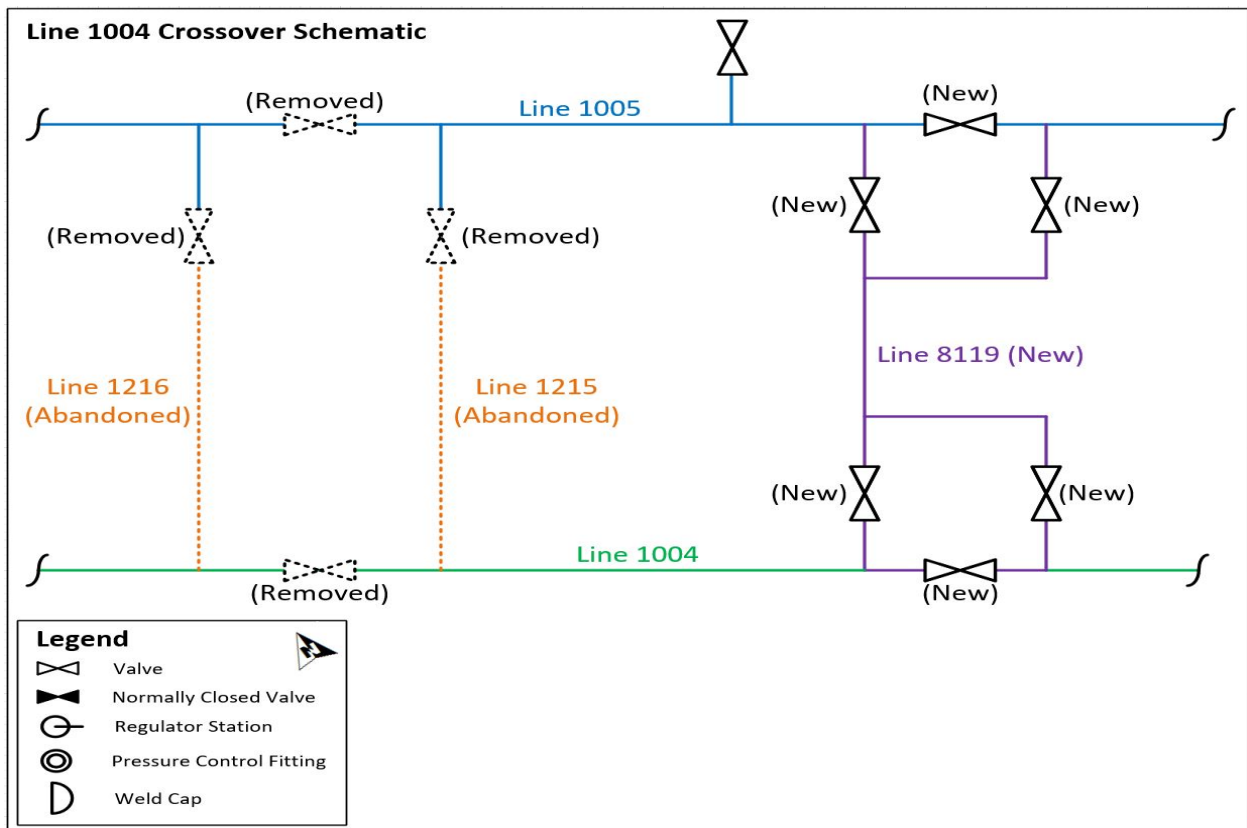 Line 1004 Crossover Schematic
(Removed)
Line 1005
(New)
(Removed)
(Removed)
(New)
(New)
Line 8119 (New)
Line 1216
(Abandoned)
Line 1215
(Abandoned)
(New)
(New)
Line 1004
(Removed)
(New)
Legend
N
Valve
Normally Closed Valve
Regulator Station
Pressure Control Fitting
Weld Cap